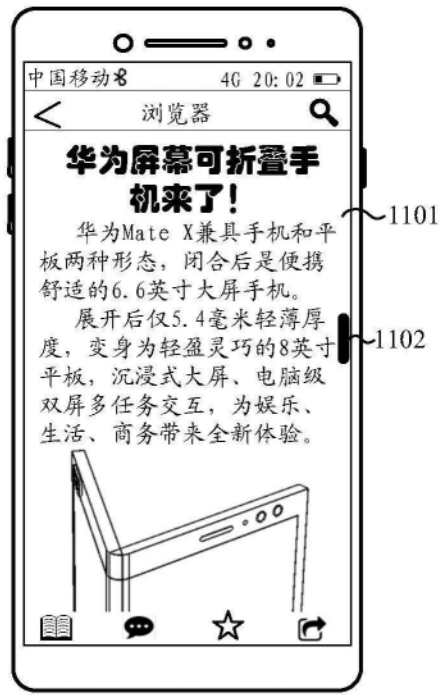 中国移动 4G 20:02
浏览器
华为屏幕可折叠手
机来了!
华为Mate X兼具手机和平
板两种形态，闭合后是便携
舒适的6.6英寸大屏手机。
展开后仅5.4毫米轻薄厚
度，变身为轻盈灵巧的8英寸
平板，沉浸式大屏、电脑级
双屏多任务交互，为娱乐、
生活、商务带来全新体验。
1101
1102